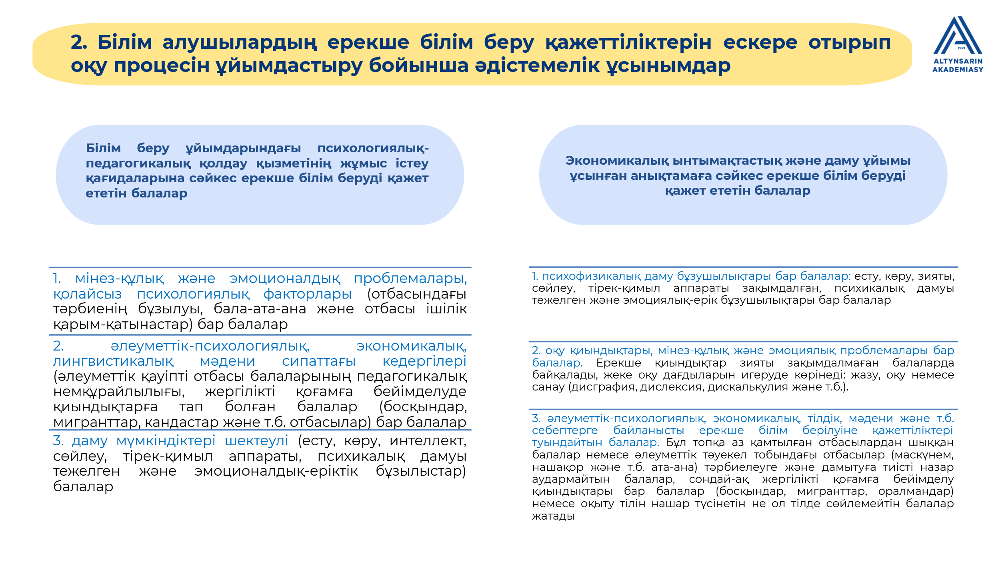 2. Білім алушылардың ерекше білім беру қажеттіліктерін ескере отырып
оқу процесін ұйымдастыру бойынша әдістемелік ұсынымдар
1921
ALTYNSARIN
AKADEMIASY
Білім беру ұйымдарындағы психологиялық-
педагогикалық қолдау қызметінің жұмыс істеу
қағидаларына сәйкес ерекше білім беруді қажет
ететін балалар
1. мінез-құлық және эмоционалдық проблемалары,
қолайсыз психологиялық факторлары (отбасындағы
тәрбиенің бұзылуы, бала-ата-ана және отбасы ішілік
қарым-қатынастар) бар балалар
2. әлеуметтік-психологиялық, экономикалық,
лингвистикалық мәдени сипаттағы кедергілері
(әлеуметтік қауіпті отбасы балаларының педагогикалық
немқұрайлылығы, жергілікті қоғамға бейімделуде
қиындықтарға тап болған балалар (босқындар,
мигранттар, кандастар және т.б. отбасылар) бар балалар
3. даму мүмкіндіктері шектеулі (есту, көру, интеллект,
сөйлеу, тірек-қимыл аппараты, психикалық дамуы
тежелген және эмоционалдық-еріктік бұзылыстар)
балалар
Экономикалық ынтымақтастық және даму ұйымы
ұсынған анықтамаға сәйкес ерекше білім беруді
қажет ететін балалар
1. психофизикалық даму бұзушылықтары бар балалар: есту, көру, зияты,
сөйлеу, тірек-қимыл аппараты зақымдалған, психикалық дамуы
тежелген және эмоциялық-ерік бұзушылықтары бар балалар
2. оқу қиындықтары, мінез-құлық және эмоциялық проблемалары бар
балалар. Ерекше қиындықтар зияты зақымдалмаған балаларда
байқалады, жеке оқу дағдыларын игеруде көрінеді: жазу, оқу немесе
санау (дисграфия, дислексия, дискалькулия және т.б.).
3. әлеуметтік-психологиялық, экономикалық, тілдік, мәдени және т.б.
себептерге байланысты ерекше білім берілуіне қажеттіліктері
туындайтын балалар. Бұл топқа аз қамтылған отбасылардан шыққан
балалар немесе әлеуметтік тәуекел тобындағы отбасылар (маскүнем,
нашақор және т.б. ата-ана) тәрбиелеуге және дамытуға тиісті назар
аудармайтын балалар, сондай-ақ жергілікті қоғамға бейімделу
қиындықтары бар балалар (босқындар, мигранттар, оралмандар)
немесе оқыту тілін нашар түсінетін не ол тілде сөйлемейтін балалар
жатады